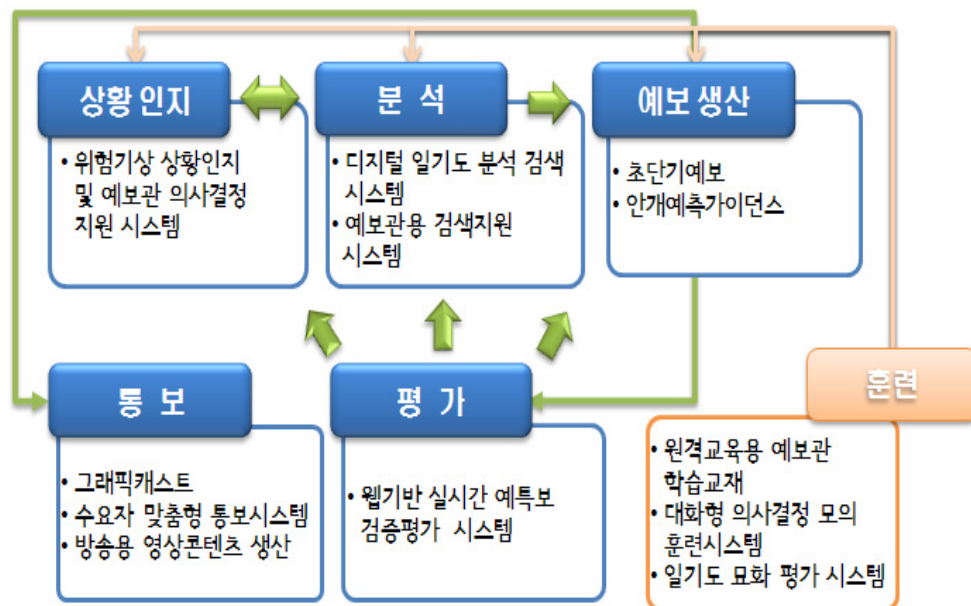 상황 인지
• 위험기상 상황인지
및 예보관 의사결정
지원 시스템
분 석
• 디지털 일기도 분석 검색
시스템
• 예보관용 검색지원
시스템
예보 생산
• 초단기예보
• 안개예측가이던스
통 보
• 그래픽캐스트
• 수요자 맞춤형 통보시스템
• 방송용 영상콘텐츠 생산
평 가
• 웹기반 실시간 예특보
검증평가 시스템
훈련
• 원격교육용 예보관
학습교재
• 대화형 의사결정 모의
훈련시스템
• 일기도 묘화 평가 시스템